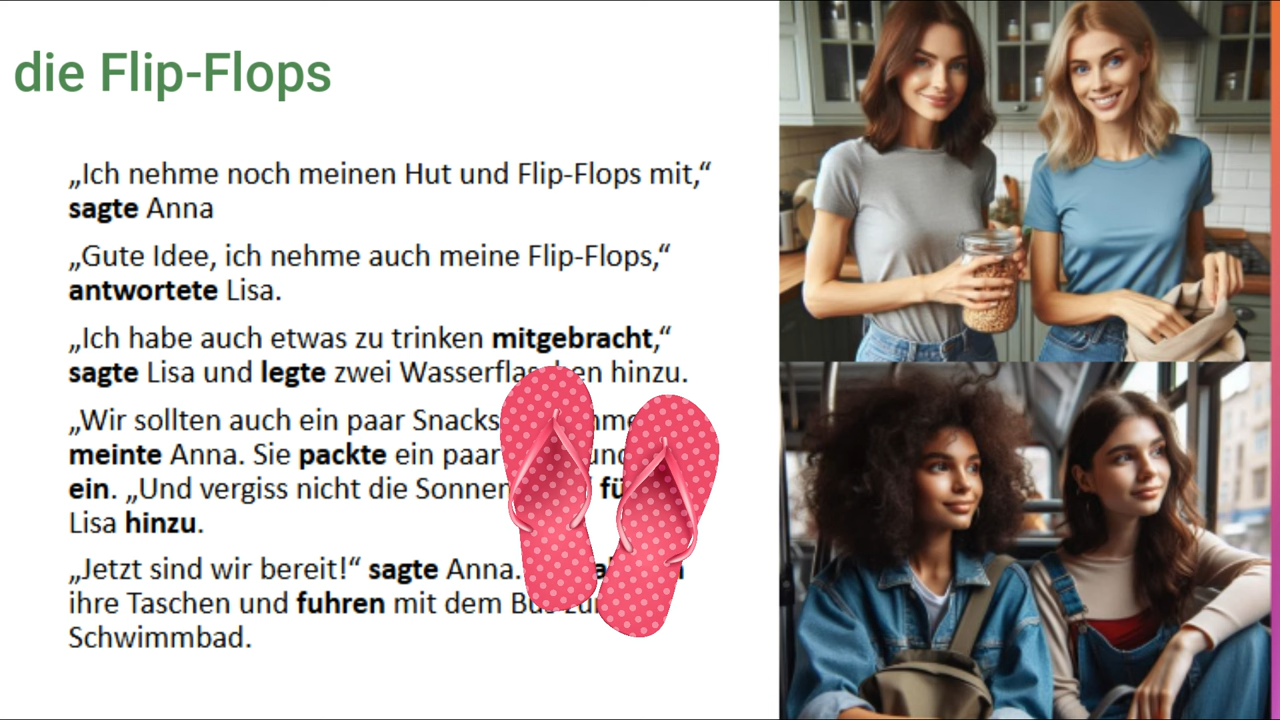 die Flip-Flops
„Ich nehme noch meinen Hut und Flip-Flops mit,“
sagte Anna
„Gute Idee, ich nehme auch meine Flip-Flops,“
antwortete Lisa.
„Ich habe auch etwas zu trinken mitgebracht,“
sagte Lisa und legte zwei Wasserflaschen hinzu.
„Wir sollten auch ein paar Snacks
meinte Anna. Sie packte ein paar
ein. „Und vergiss nicht die
Lisa hinzu.
„Jetzt sind wir bereit!“ sagte Anna.
ihre Taschen und fuhren mit dem Bus zum
Schwimmbad.